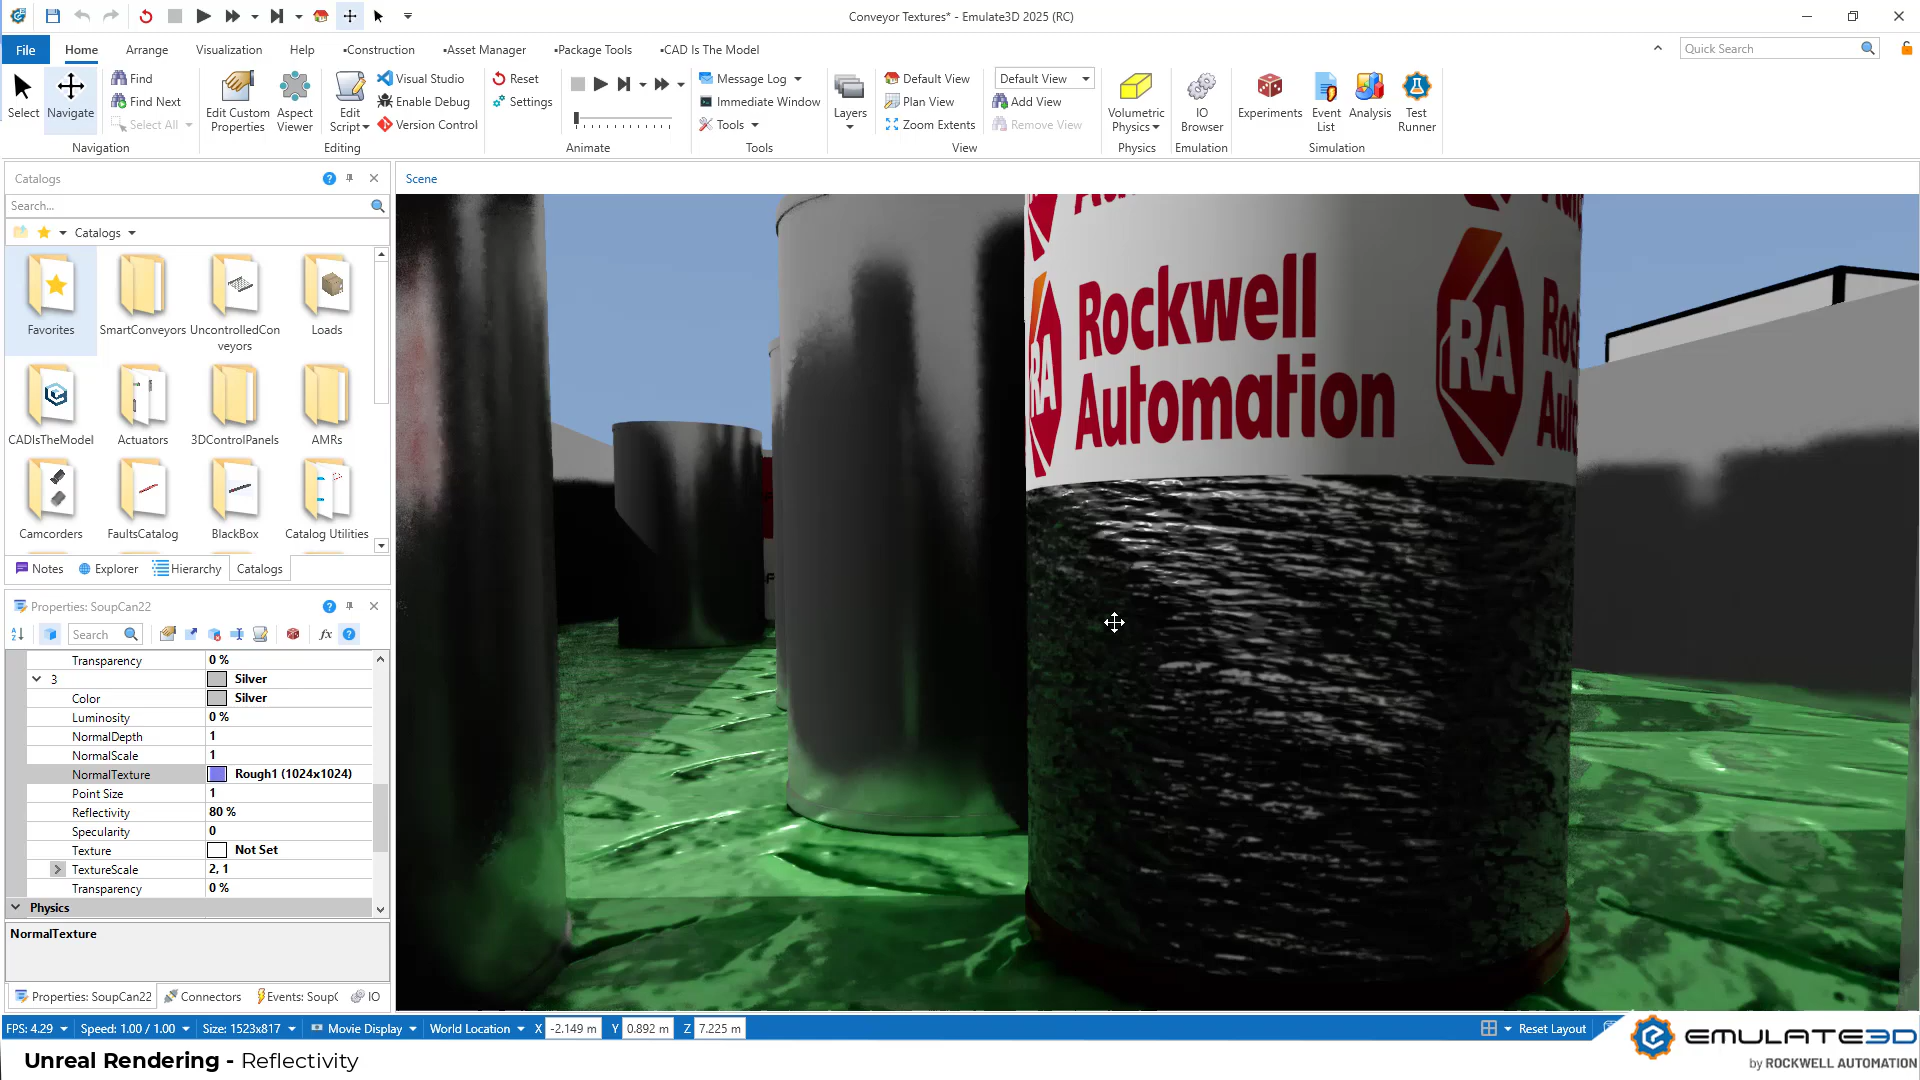 Conveyor Textures* - Emulate3D 2025 (RC)
File Home Arrange Visualization Help •Construction •Asset Manager •Package Tools •CAD Is The Model
Quick Search
Select Navigate Find Find Next Select All
Edit Custom Properties Aspect Viewer
Edit Script Visual Studio Enable Debug Version Control
Reset Settings
Message Log Immediate Window Tools
Layers
Default View Plan View Zoom Extents
Default View Add View Remove View
Volumetric Physics
IO Browser
Experiments Event List Analysis Test Runner
Navigation Editing Animate Tools View Physics Emulation Simulation
Catalogs
Search...
Catalogs
Favorites SmartConveyors UncontrolledConveyors Loads
CADIsTheModel Actuators 3DControlPanels AMRs
Camcorders FaultsCatalog BlackBox Catalog Utilities
Notes Explorer Hierarchy Catalogs
Properties: SoupCan22
Search
fx
Transparency 0 %
3 Silver
Color Silver
Luminosity 0 %
NormalDepth 1
NormalScale 1
NormalTexture Rough1 (1024x1024)
Point Size 1
Reflectivity 80 %
Specularity 0
Texture Not Set
TextureScale 2, 1
Transparency 0 %
Physics
NormalTexture
Properties: SoupCan22 Connectors Events: Soup( IO
Scene
Rockwell
Automation
RA
RA
FPS: 4.29 Speed: 1.00 / 1.00 Size: 1523x817 Movie Display World Location X -2.149 m Y 0.892 m Z 7.225 m Reset Layout
Unreal Rendering - Reflectivity
EMULATE3D
by ROCKWELL AUTOMATION